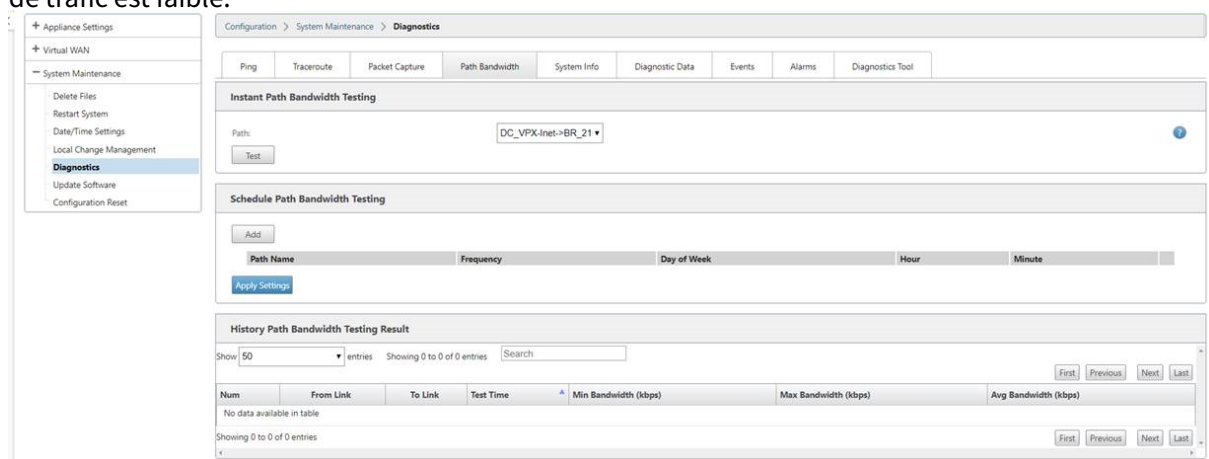 de trafic est faible.
+ Appliance Settings
+ Virtual WAN
− System Maintenance
Delete Files
Restart System
Date/Time Settings
Local Change Management
Diagnostics
Update Software
Configuration Reset
Configuration > System Maintenance > Diagnostics
Ping Traceroute Packet Capture Path Bandwidth System Info Diagnostic Data Events Alarms Diagnostics Tool
Instant Path Bandwidth Testing
Path: DC_VPX-Inet->BR_21 ▾ ?
Test
Schedule Path Bandwidth Testing
Add
Path Name Frequency Day of Week Hour Minute
Apply Settings
History Path Bandwidth Testing Result
Show 50 ▾ entries Showing 0 to 0 of 0 entries Search
First Previous Next Last
Num From Link To Link Test Time Min Bandwidth (kbps) Max Bandwidth (kbps) Avg Bandwidth (kbps)
No data available in table
Showing 0 to 0 of 0 entries First Previous Next Last